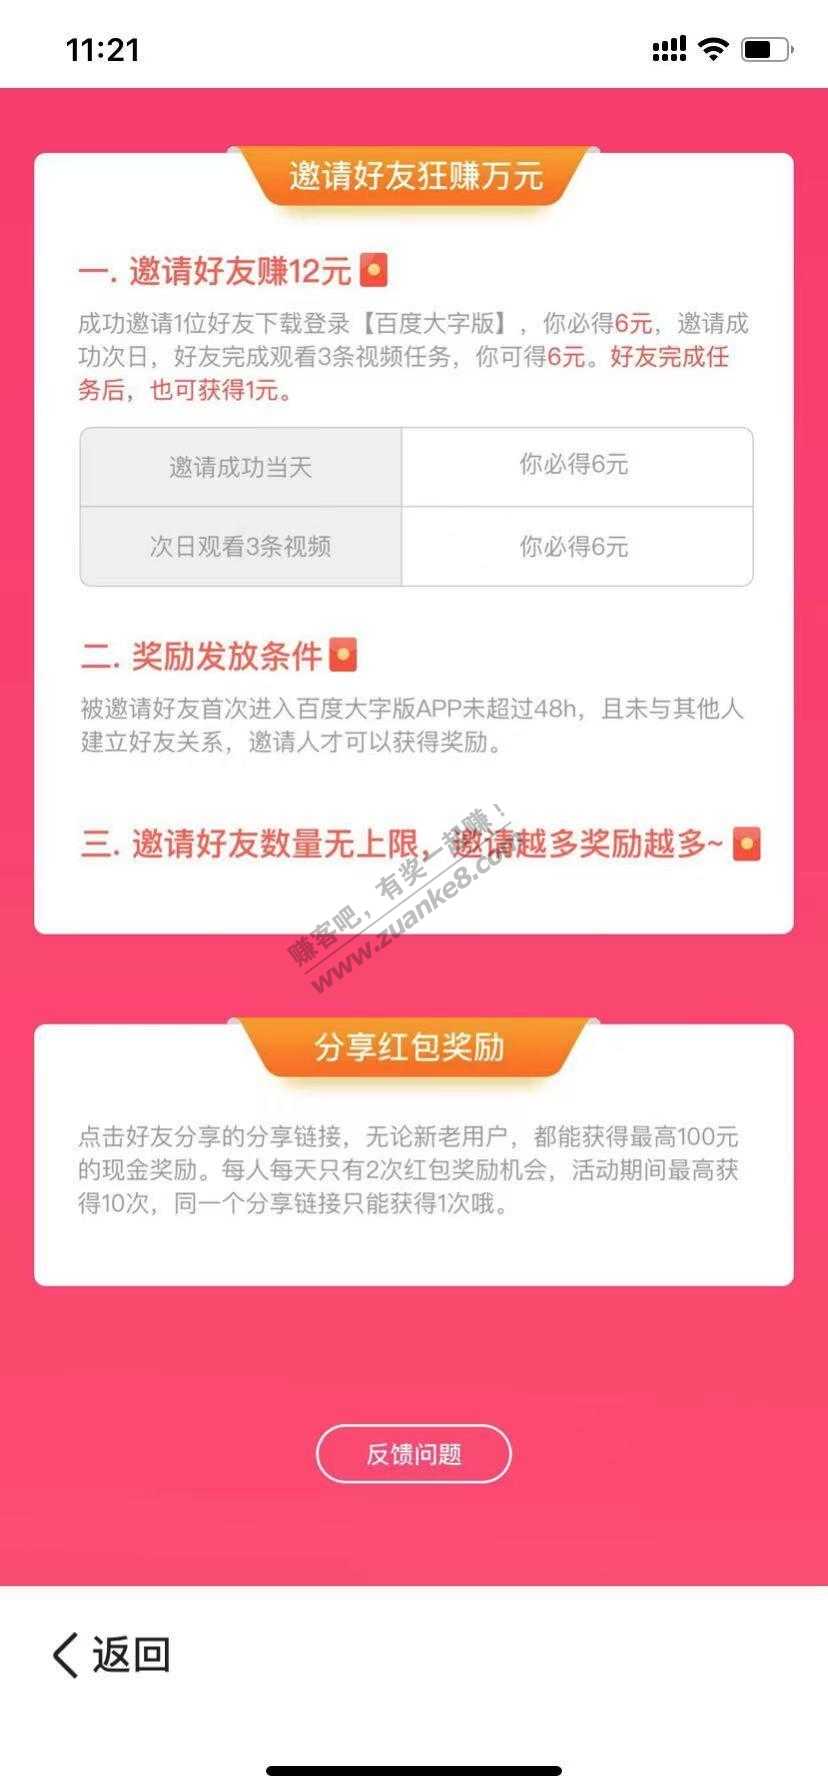 11:21
邀请好友狂赚万元
一. 邀请好友赚12元
成功邀请1位好友下载登录【百度大字版】，你必得6元，邀请成
功次日，好友完成观看3条视频任务，你可得6元。好友完成任
务后，也可获得1元。
邀请成功当天
你必得6元
次日观看3条视频
你必得6元
二. 奖励发放条件
被邀请好友首次进入百度大字版APP未超过48h，且未与其他人
建立好友关系，邀请人才可以获得奖励。
三. 邀请好友数量无上限，邀请越多奖励越多~
赚客吧，有奖一起赚！
www.zuanke8.com
分享红包奖励
点击好友分享的分享链接，无论新老用户，都能获得最高100元
的现金奖励。每人每天只有2次红包奖励机会，活动期间最高获
得10次，同一个分享链接只能获得1次哦。
反馈问题
返回